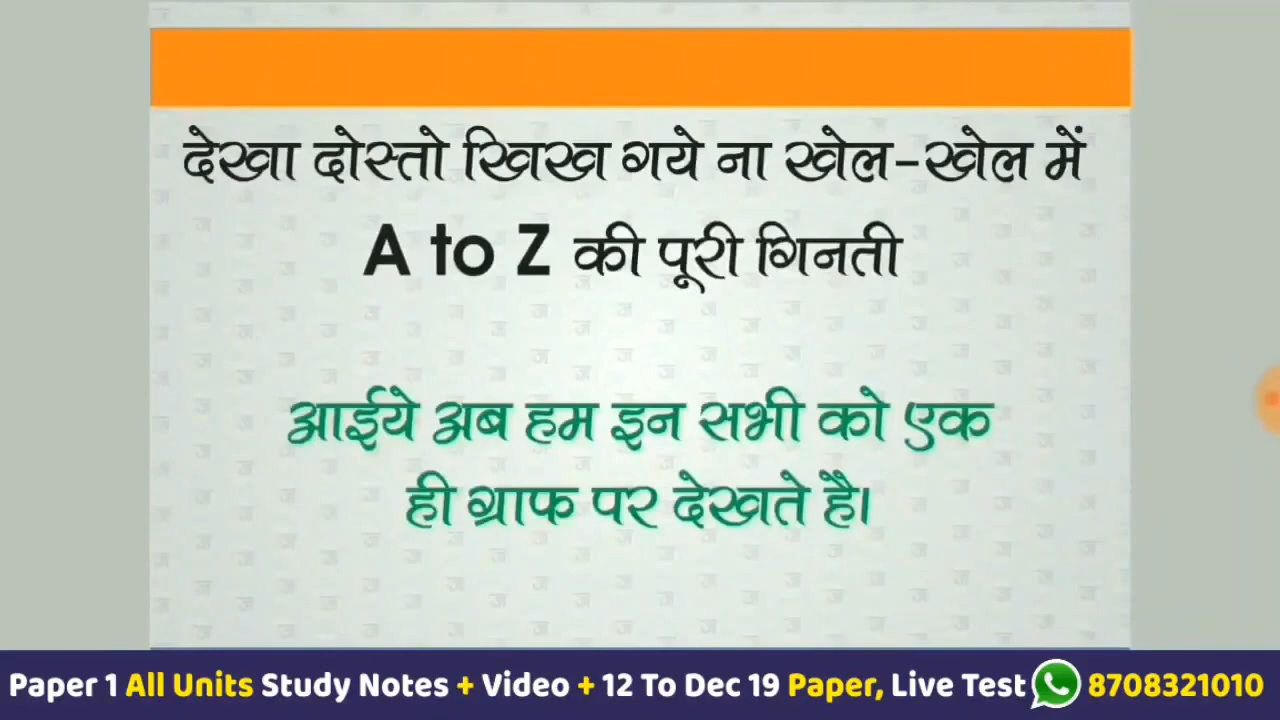 देखा दोस्तो खिख गये ना खेल-खेल में
A to Z की पूरी गिनती
आईये अब हम इन सभी को एक
ही ग्राफ पर देखते है।
Paper 1 All Units Study Notes + Video + 12 To Dec 19 Paper, Live Test 8708321010